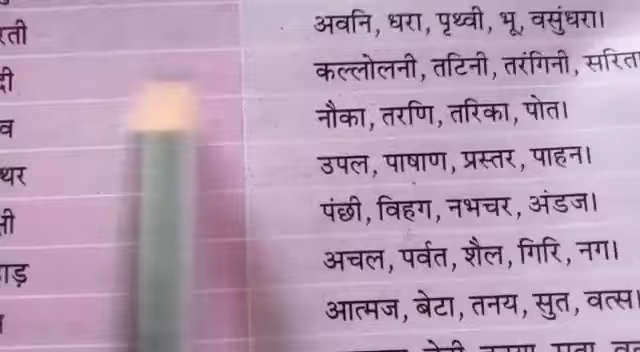 अवनि, धरा, पृथ्वी, भू, वसुंधरा।
कल्लोलनी, तटिनी, तरंगिनी, सरिता
नौका, तरणि, तरिका, पोत।
उपल, पाषाण, प्रस्तर, पाहन।
पंछी, विहग, नभचर, अंडज।
अचल, पर्वत, शैल, गिरि, नग।
आत्मज, बेटा, तनय, सुत, वत्स।